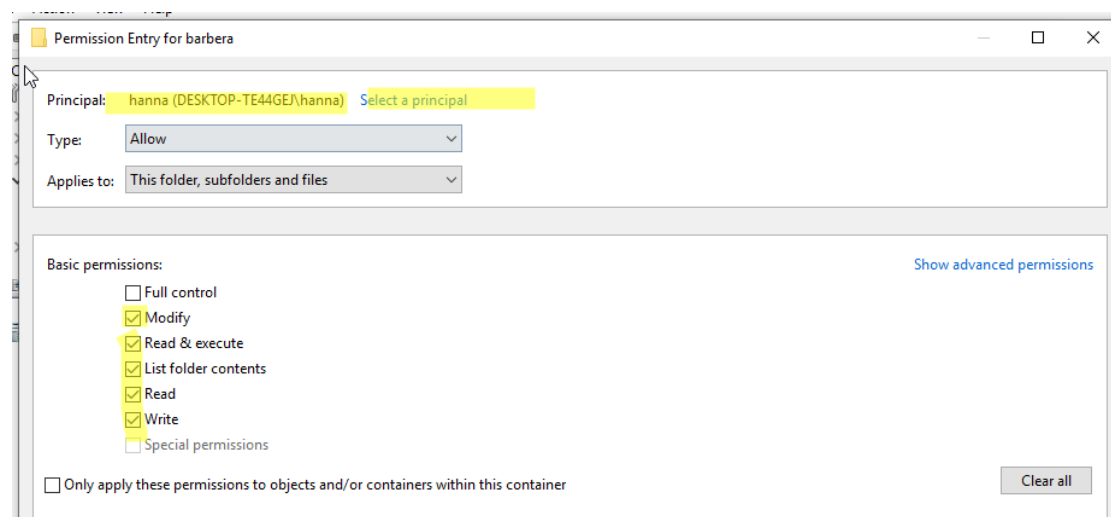 Permission Entry for barbera
Principal: hanna (DESKTOP-TE44GEJ\hanna) Select a principal
Type: Allow
Applies to: This folder, subfolders and files
Basic permissions: Show advanced permissions
Full control
Modify
Read & execute
List folder contents
Read
Write
Special permissions
Only apply these permissions to objects and/or containers within this container Clear all